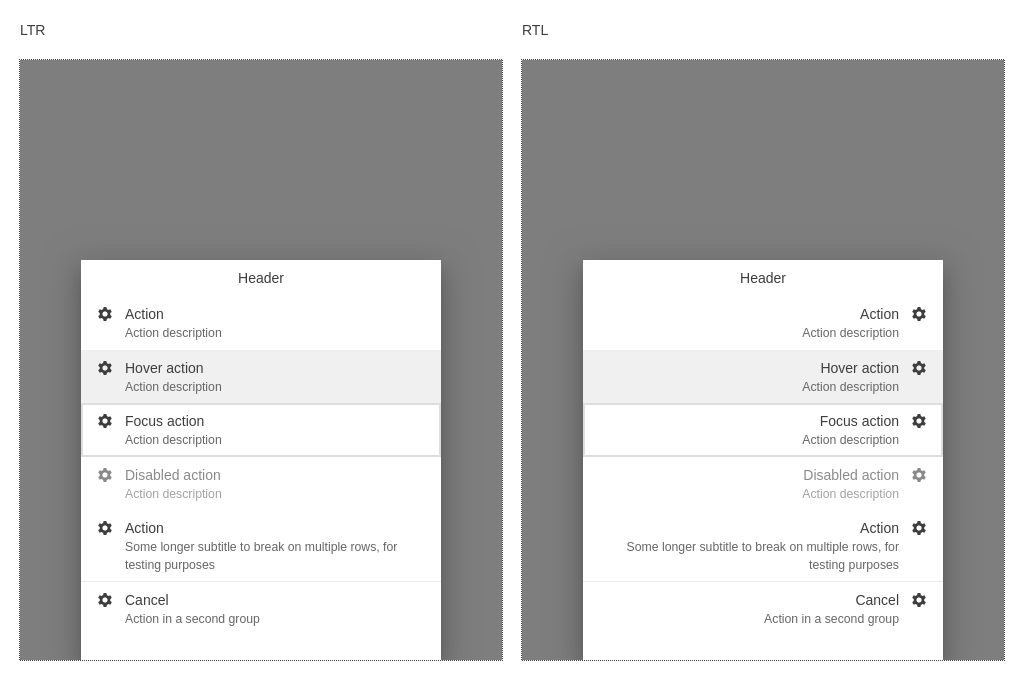 LTR
Header
Action
Action description
Hover action
Action description
Focus action
Action description
Disabled action
Action description
Action
Some longer subtitle to break on multiple rows, for
testing purposes
Cancel
Action in a second group
RTL
Header
Action
Action description
Hover action
Action description
Focus action
Action description
Disabled action
Action description
Action
Some longer subtitle to break on multiple rows, for
testing purposes
Cancel
Action in a second group